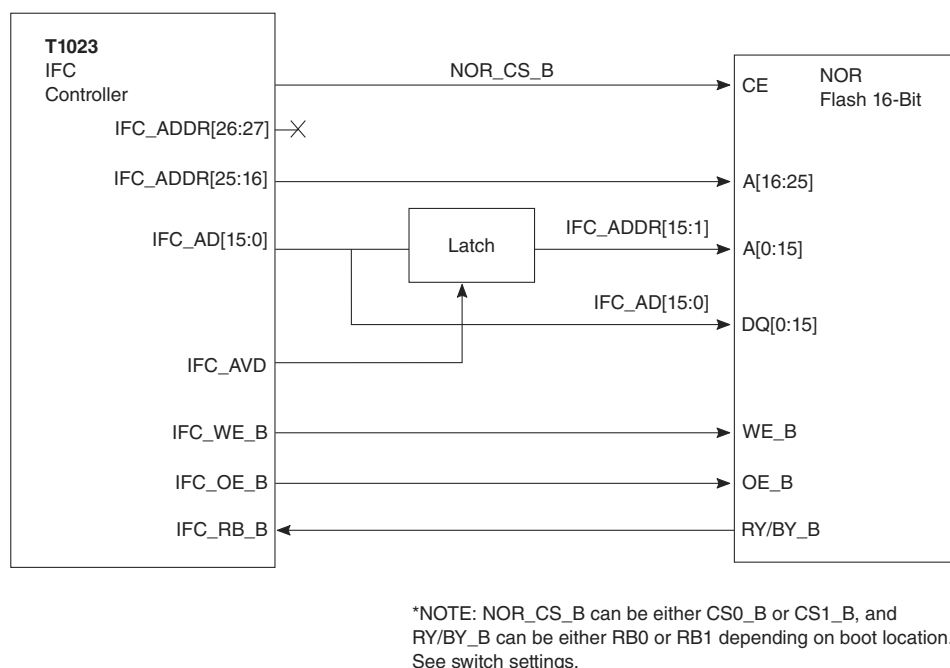 T1023
IFC
Controller
NOR_CS_B
CE
NOR
Flash 16-Bit
IFC_ADDR[26:27]
IFC_ADDR[25:16]
A[16:25]
IFC_AD[15:0]
Latch
IFC_ADDR[15:1]
A[0:15]
IFC_AD[15:0]
DQ[0:15]
IFC_AVD
IFC_WE_B
WE_B
IFC_OE_B
OE_B
IFC_RB_B
RY/BY_B
*NOTE: NOR_CS_B can be either CS0_B or CS1_B, and
RY/BY_B can be either RB0 or RB1 depending on boot location.
See switch settings.